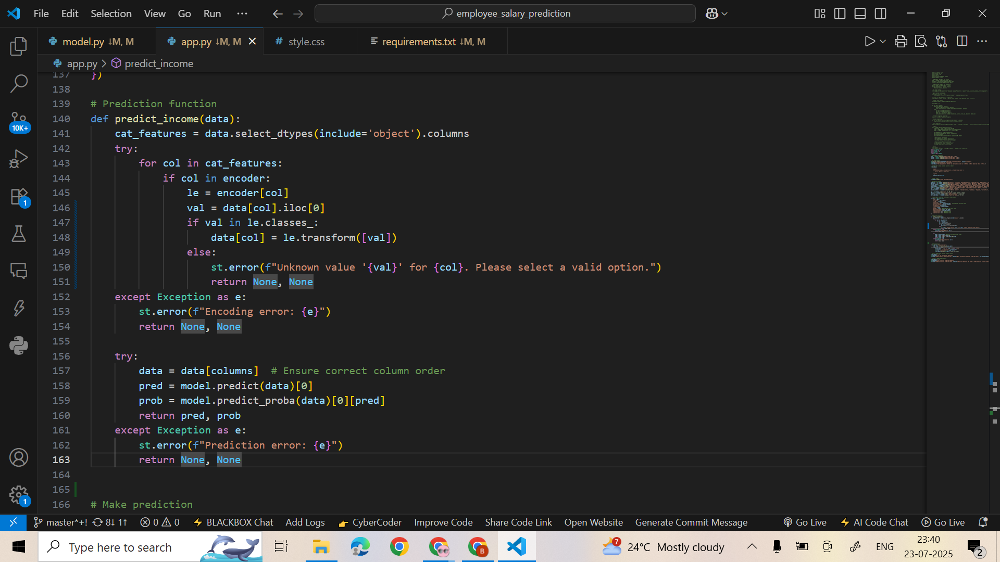 File Edit Selection View Go Run ··· employee_salary_prediction
model.py ↓M, M app.py ↓M, M # style.css requirements.txt ↓M, M
app.py > predict_income
137 })
138
139 # Prediction function
140 def predict_income(data):
141 cat_features = data.select_dtypes(include='object').columns
142 try:
143 for col in cat_features:
144 if col in encoder:
145 le = encoder[col]
146 val = data[col].iloc[0]
147 if val in le.classes_:
148 data[col] = le.transform([val])
149 else:
150 st.error(f"Unknown value '{val}' for {col}. Please select a valid option.")
151 return None, None
152 except Exception as e:
153 st.error(f"Encoding error: {e}")
154 return None, None
155
156 try:
157 data = data[columns] # Ensure correct column order
158 pred = model.predict(data)[0]
159 prob = model.predict_proba(data)[0][pred]
160 return pred, prob
161 except Exception as e:
162 st.error(f"Prediction error: {e}")
163 return None, None
164
165
166 # Make prediction
10K+
1
1
master*+! 8↓ 1↑ 0 0 BLACKBOX Chat Add Logs CyberCoder Improve Code Share Code Link Open Website Generate Commit Message Go Live AI Code Chat Go Live
Type here to search
B
7 24°C Mostly cloudy
ENG
23:40
23-07-2025
2